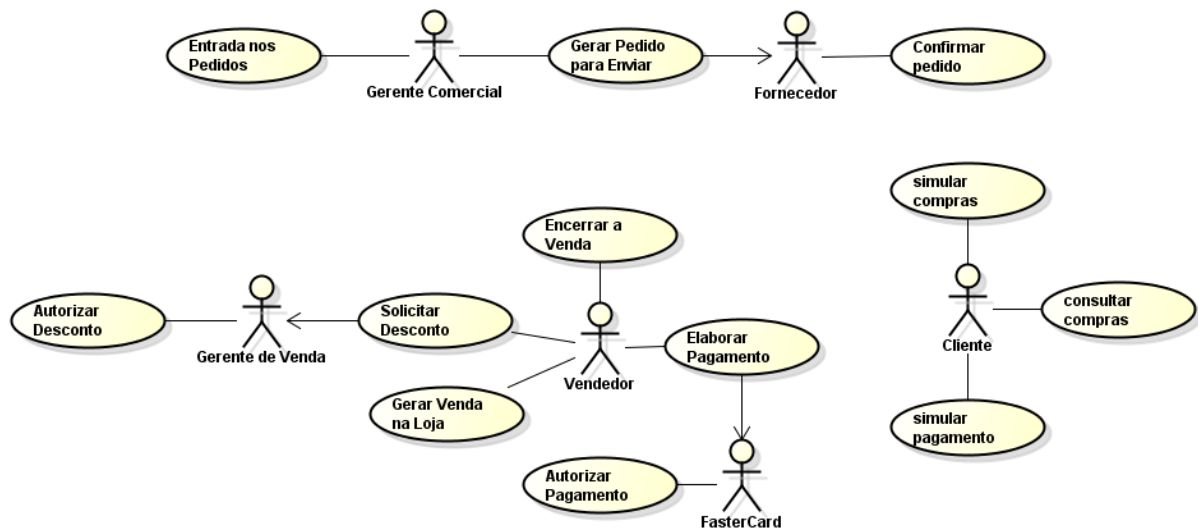 Entrada nos
Pedidos
Gerente Comercial
Gerar Pedido
para Enviar
Fornecedor
Confirmar
pedido
simular
compras
Encerrar a
Venda
Autorizar
Desconto
Gerente de Venda
Solicitar
Desconto
Vendedor
Elaborar
Pagamento
Cliente
consultar
compras
Gerar Venda
na Loja
simular
pagamento
Autorizar
Pagamento
FasterCard